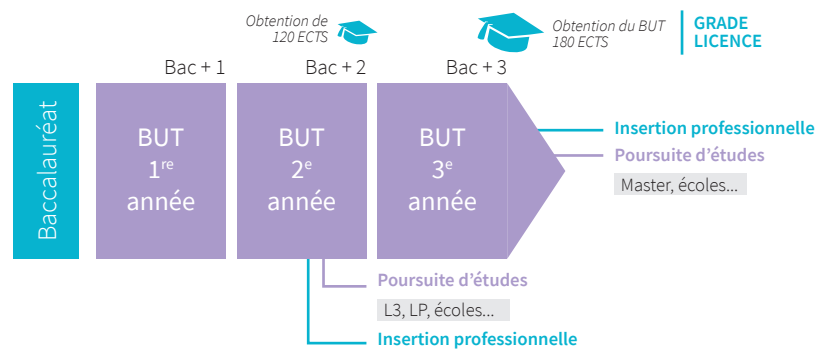 Obtention de
120 ECTS
Obtention du BUT
180 ECTS
GRADE
LICENCE
Bac + 1
Bac + 2
Bac + 3
Baccalauréat
BUT
1re
année
BUT
2e
année
BUT
3e
année
Insertion professionnelle
Poursuite d’études
Master, écoles...
Poursuite d’études
L3, LP, écoles...
Insertion professionnelle